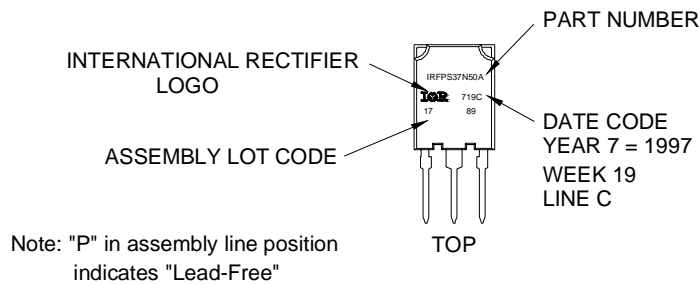 PART NUMBER
INTERNATIONAL RECTIFIER
LOGO
IRFPS37N50A
IOR 719C
17 89
ASSEMBLY LOT CODE
DATE CODE
YEAR 7 = 1997
WEEK 19
LINE C
Note: "P" in assembly line position
indicates "Lead-Free"
TOP